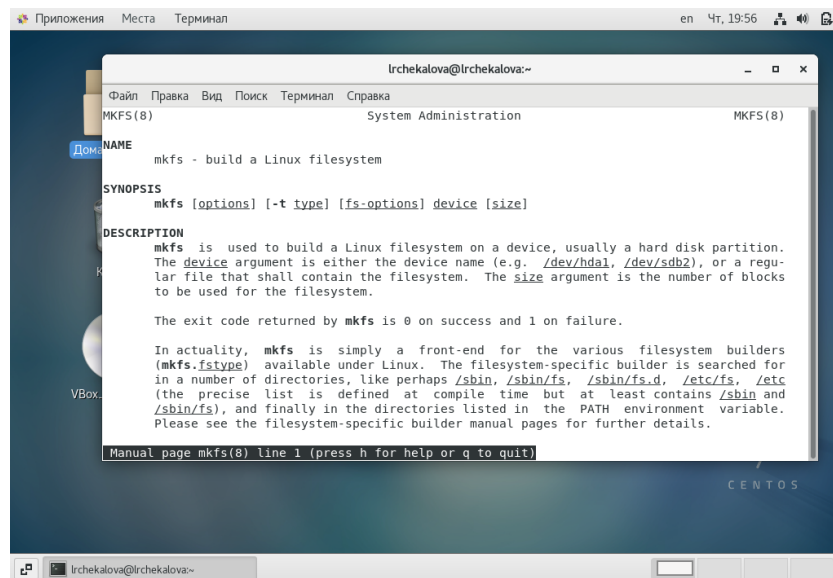 Приложения Места Терминал en Чт, 19:56
lrchekalova@lrchekalova:~
Файл Правка Вид Поиск Терминал Справка
MKFS(8) System Administration MKFS(8)
NAME
mkfs - build a Linux filesystem
SYNOPSIS
mkfs [options] [-t type] [fs-options] device [size]
DESCRIPTION
mkfs is used to build a Linux filesystem on a device, usually a hard disk partition.
The device argument is either the device name (e.g. /dev/hda1, /dev/sdb2), or a regu-
lar file that shall contain the filesystem. The size argument is the number of blocks
to be used for the filesystem.
The exit code returned by mkfs is 0 on success and 1 on failure.
In actuality, mkfs is simply a front-end for the various filesystem builders
(mkfs.fstype) available under Linux. The filesystem-specific builder is searched for
in a number of directories, like perhaps /sbin, /sbin/fs, /sbin/fs.d, /etc/fs, /etc
(the precise list is defined at compile time but at least contains /sbin and
/sbin/fs), and finally in the directories listed in the PATH environment variable.
Please see the filesystem-specific builder manual pages for further details.
Manual page mkfs(8) line 1 (press h for help or q to quit)
Дома
К
VBox_
CENTOS
lrchekalova@lrchekalova:~